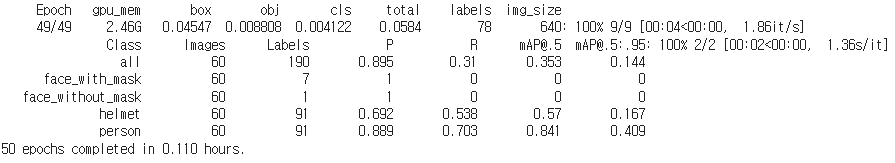 Epoch gpu_mem box obj cls total labels img_size
49/49 2.46G 0.04547 0.008808 0.004122 0.0584 78 640: 100% 9/9 [00:04<00:00, 1.86it/s]
Class Images Labels P R mAP@.5 mAP@.5:.95: 100% 2/2 [00:02<00:00, 1.36s/it]
all 60 190 0.895 0.31 0.353 0.144
face_with_mask 60 7 1 0 0 0
face_without_mask 60 1 1 0 0 0
helmet 60 91 0.692 0.538 0.57 0.167
person 60 91 0.889 0.703 0.841 0.409
50 epochs completed in 0.110 hours.